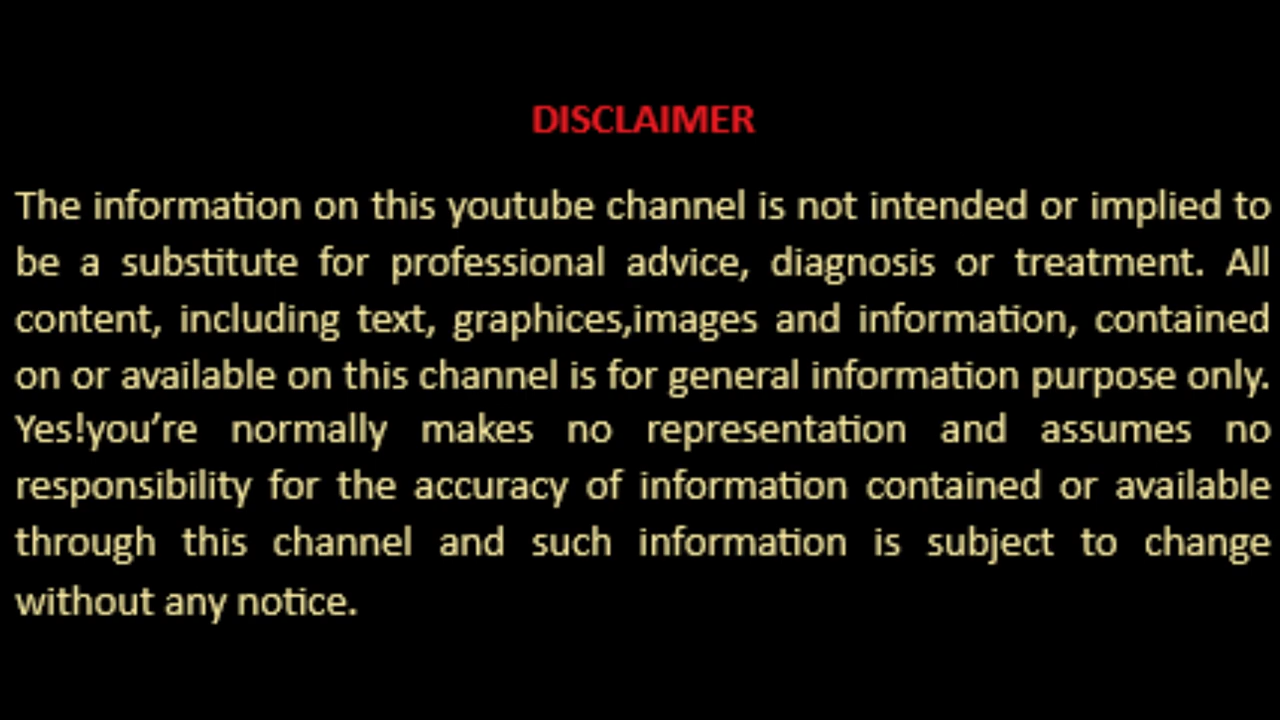 DISCLAIMER
The information on this youtube channel is not intended or implied to
be a substitute for professional advice, diagnosis or treatment. All
content, including text, graphices,images and information, contained
on or available on this channel is for general information purpose only.
Yes!you’re normally makes no representation and assumes no
responsibility for the accuracy of information contained or available
through this channel and such information is subject to change
without any notice.